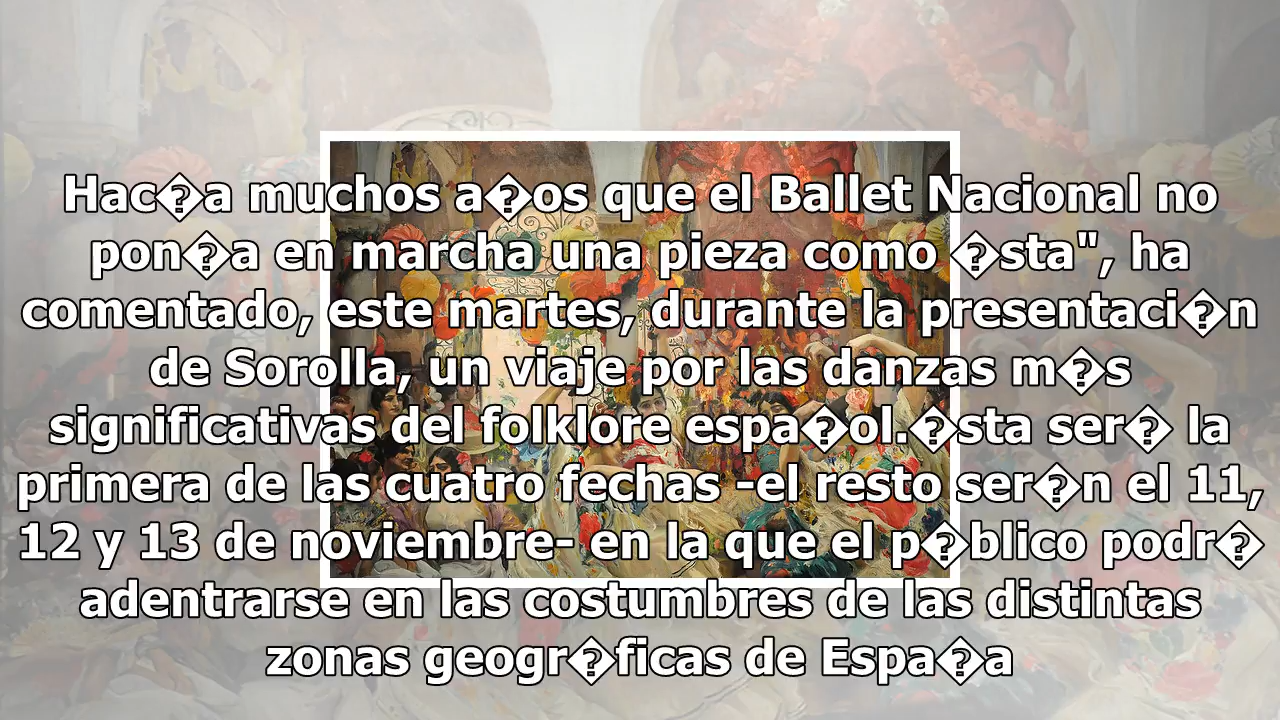 Hac�a muchos a�os que el Ballet Nacional no
pon�a en marcha una pieza como �sta", ha
comentado, este martes, durante la presentaci�n
de Sorolla, un viaje por las danzas m�s
significativas del folklore espa�ol.�sta ser� la
primera de las cuatro fechas -el resto ser�n el 11,
12 y 13 de noviembre- en la que el p�blico podr�
adentrarse en las costumbres de las distintas
zonas geogr�ficas de Espa�a